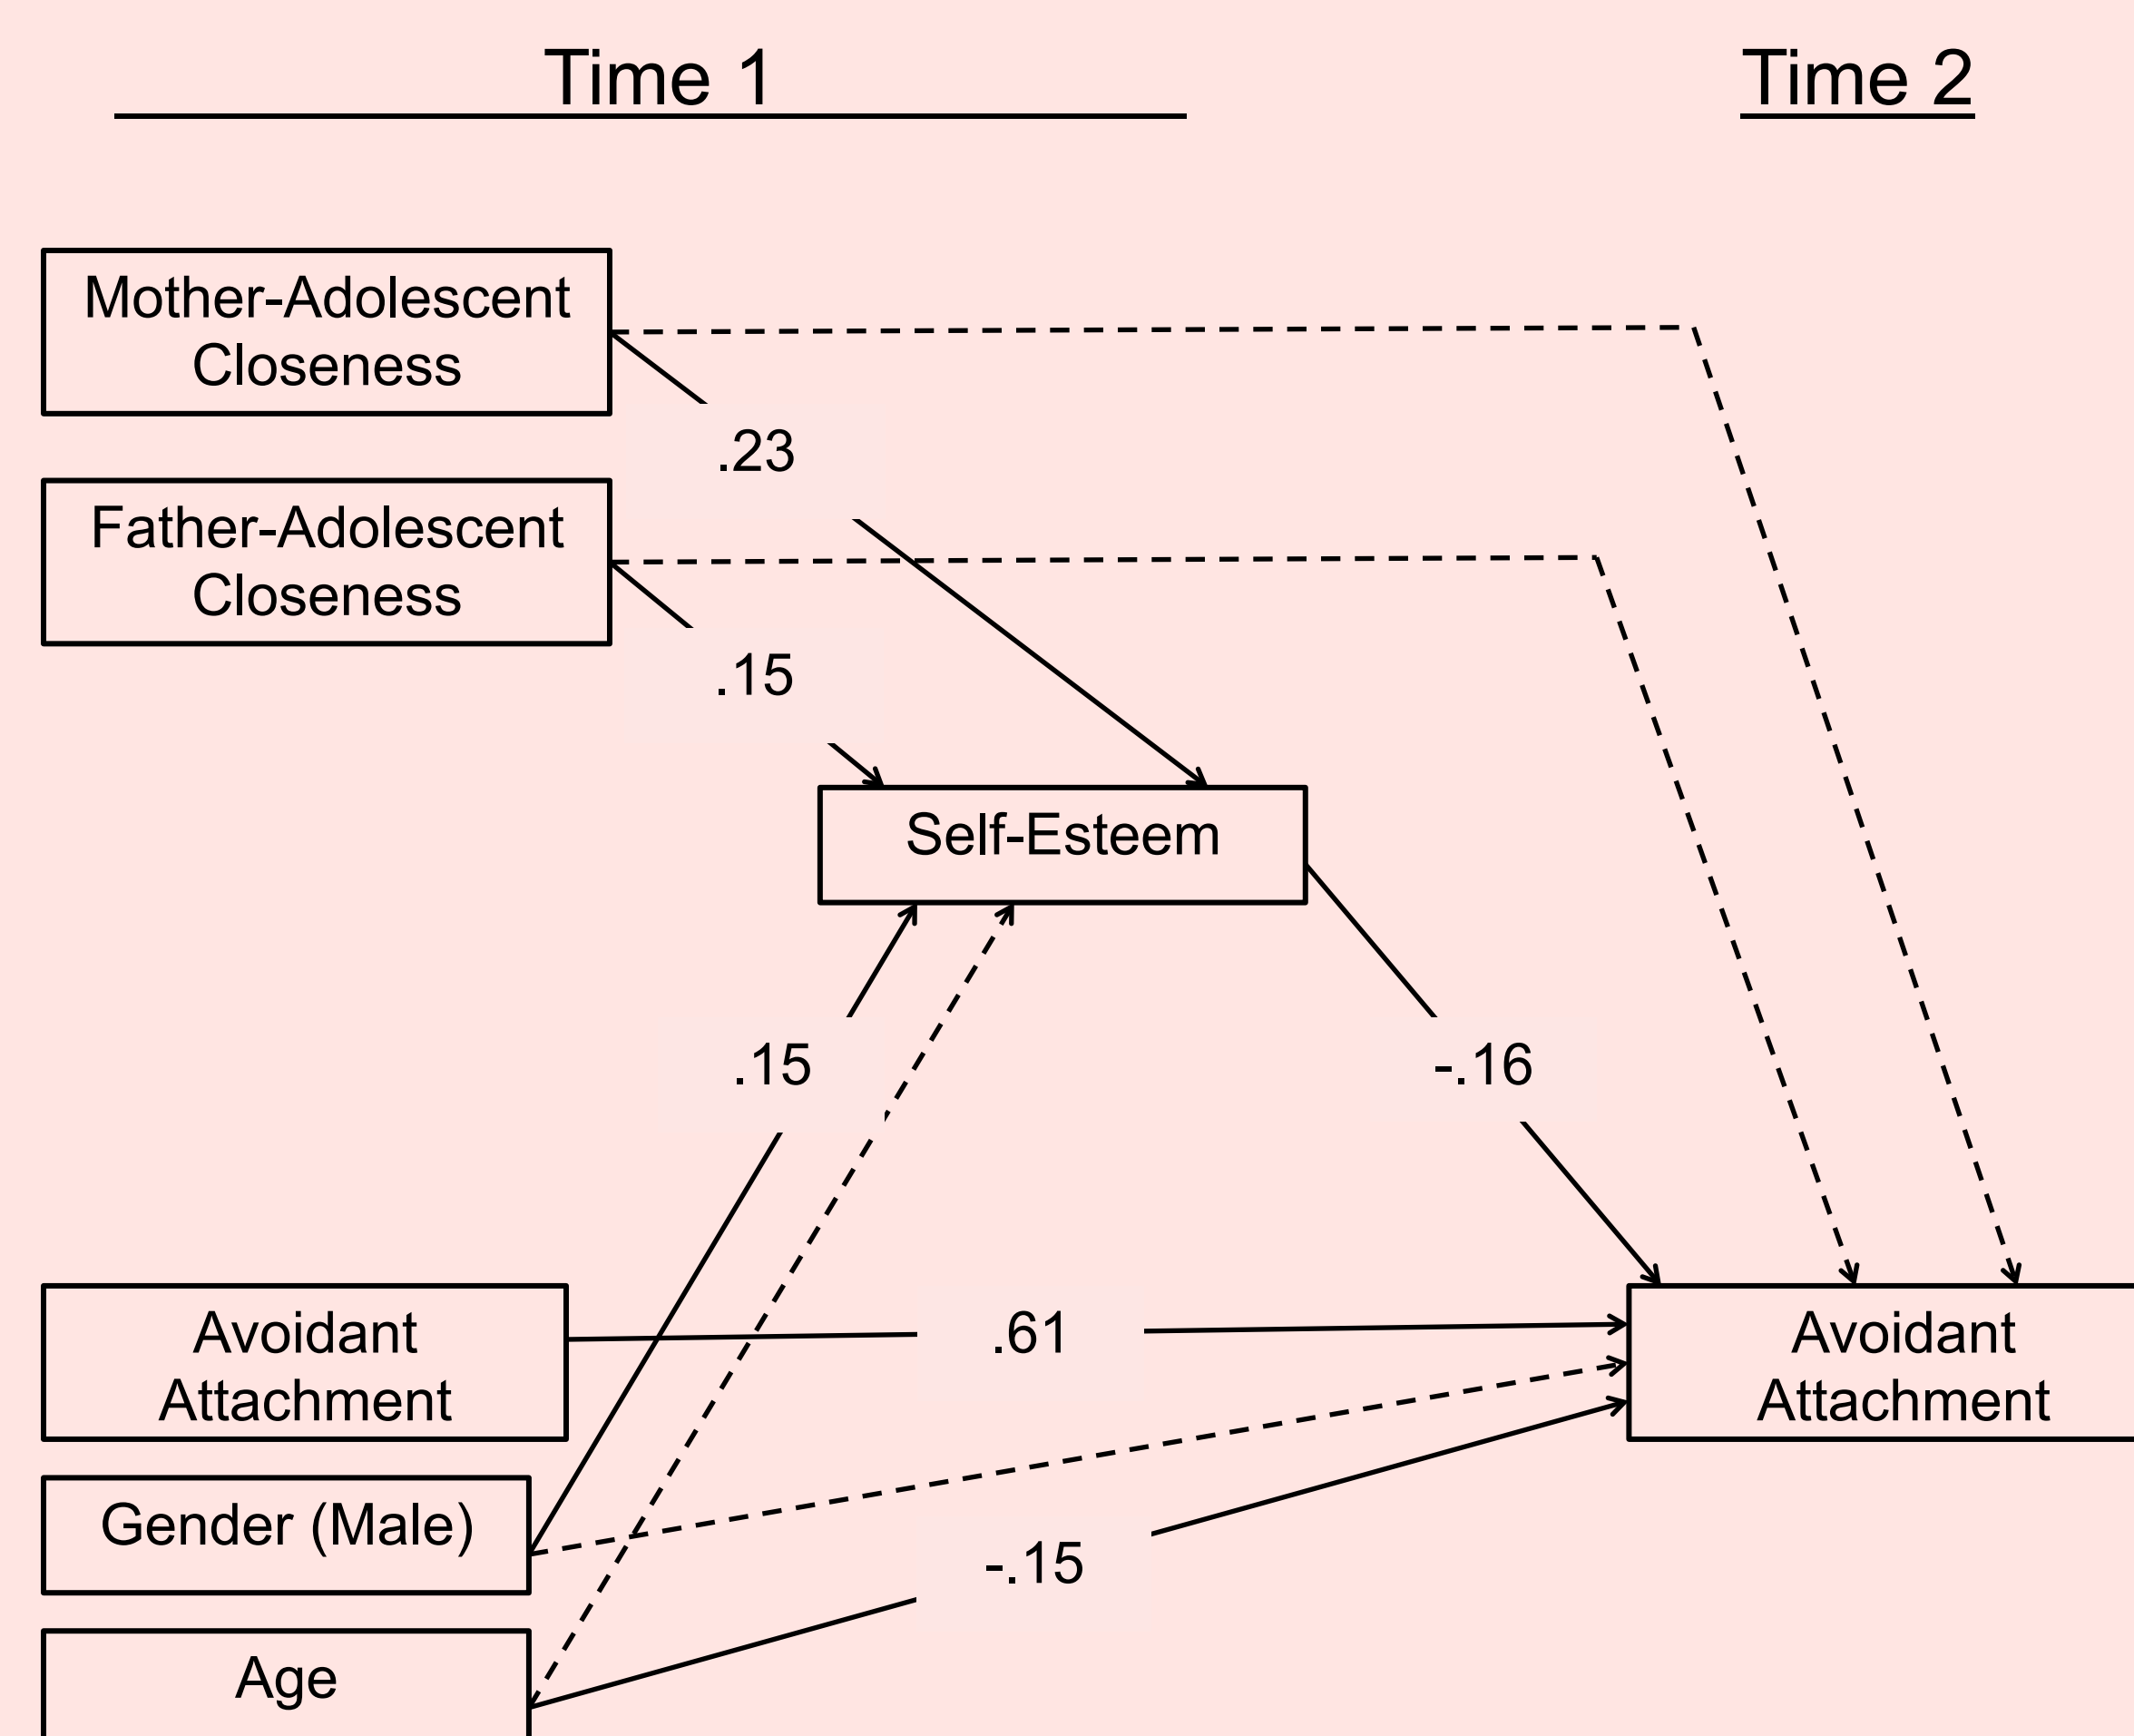 Time 1
Time 2
Mother-Adolescent
Closeness
.23
Father-Adolescent
Closeness
.15
Self-Esteem
.15
-.16
Avoidant
Attachment
.61
Avoidant
Attachment
Gender (Male)
-.15
Age